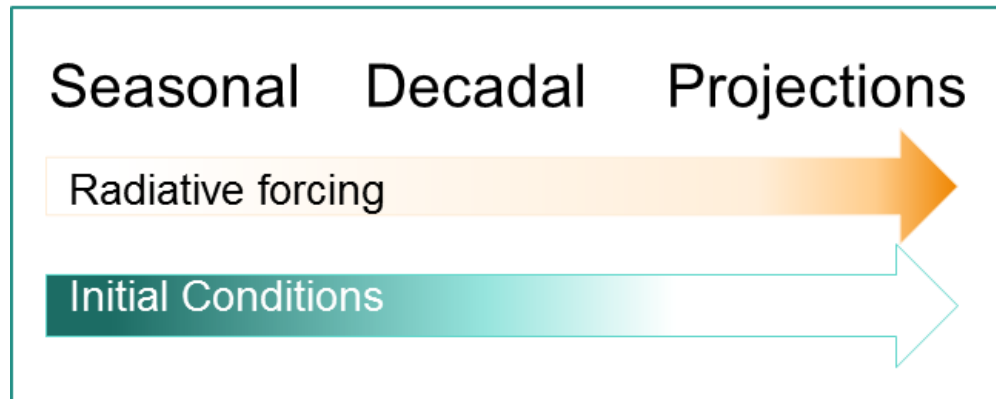 Seasonal Decadal Projections
Radiative forcing
Initial Conditions